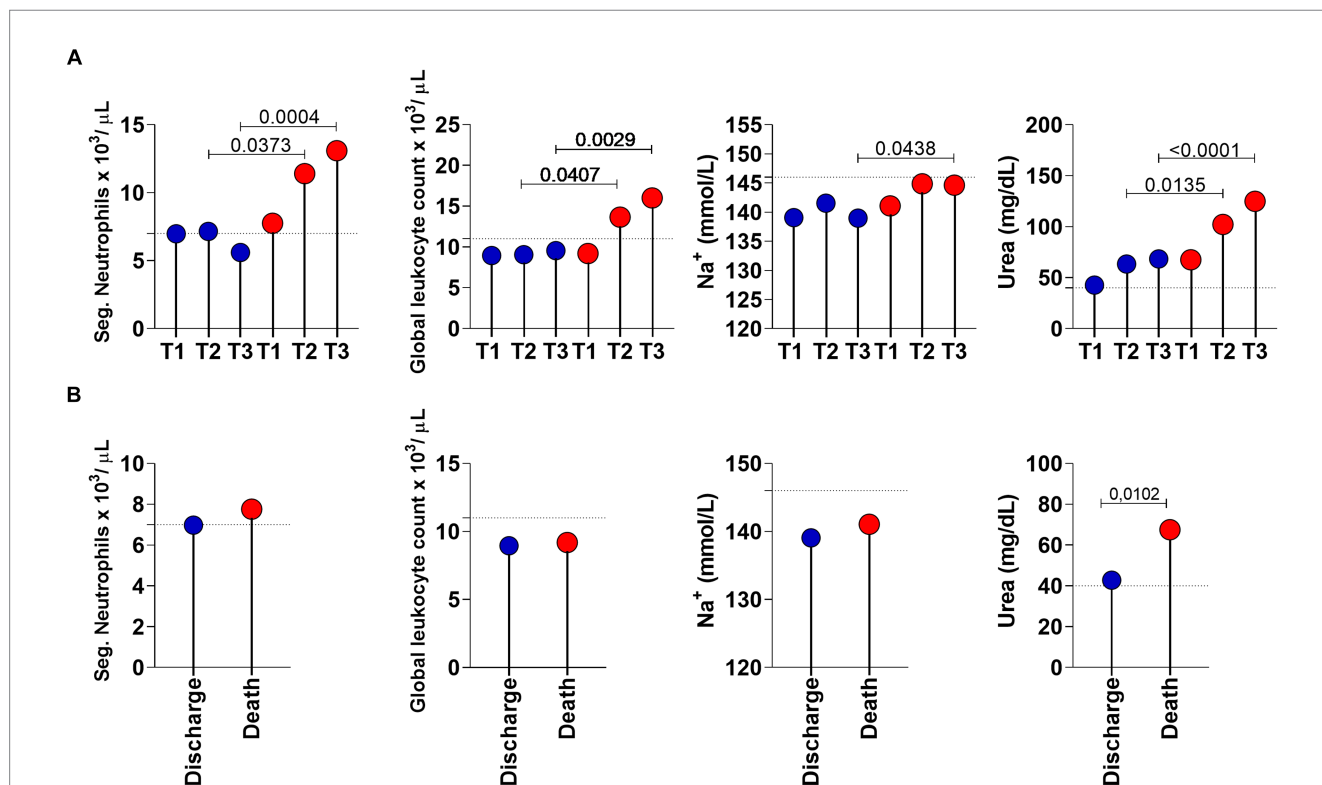 A
Seg. Neutrophils x 10³/ μL
15
10
5
0
0.0004
0.0373
T1 T2 T3 T1 T2 T3
Global leukocyte count x 10³/ μL
25
20
15
10
5
0
0.0029
0.0407
T1 T2 T3 T1 T2 T3
Na⁺ (mmol/L)
155
150
145
140
135
130
125
120
0.0438
T1 T2 T3 T1 T2 T3
Urea (mg/dL)
200
150
100
50
0
<0.0001
0.0135
T1 T2 T3 T1 T2 T3
B
Seg. Neutrophils x 10³/ μL
10
8
6
4
2
0
Discharge
Death
Global leukocyte count x 10³/ μL
15
10
5
0
Discharge
Death
Na⁺ (mmol/L)
150
140
130
120
Discharge
Death
Urea (mg/dL)
100
80
60
40
20
0
0,0102
Discharge
Death